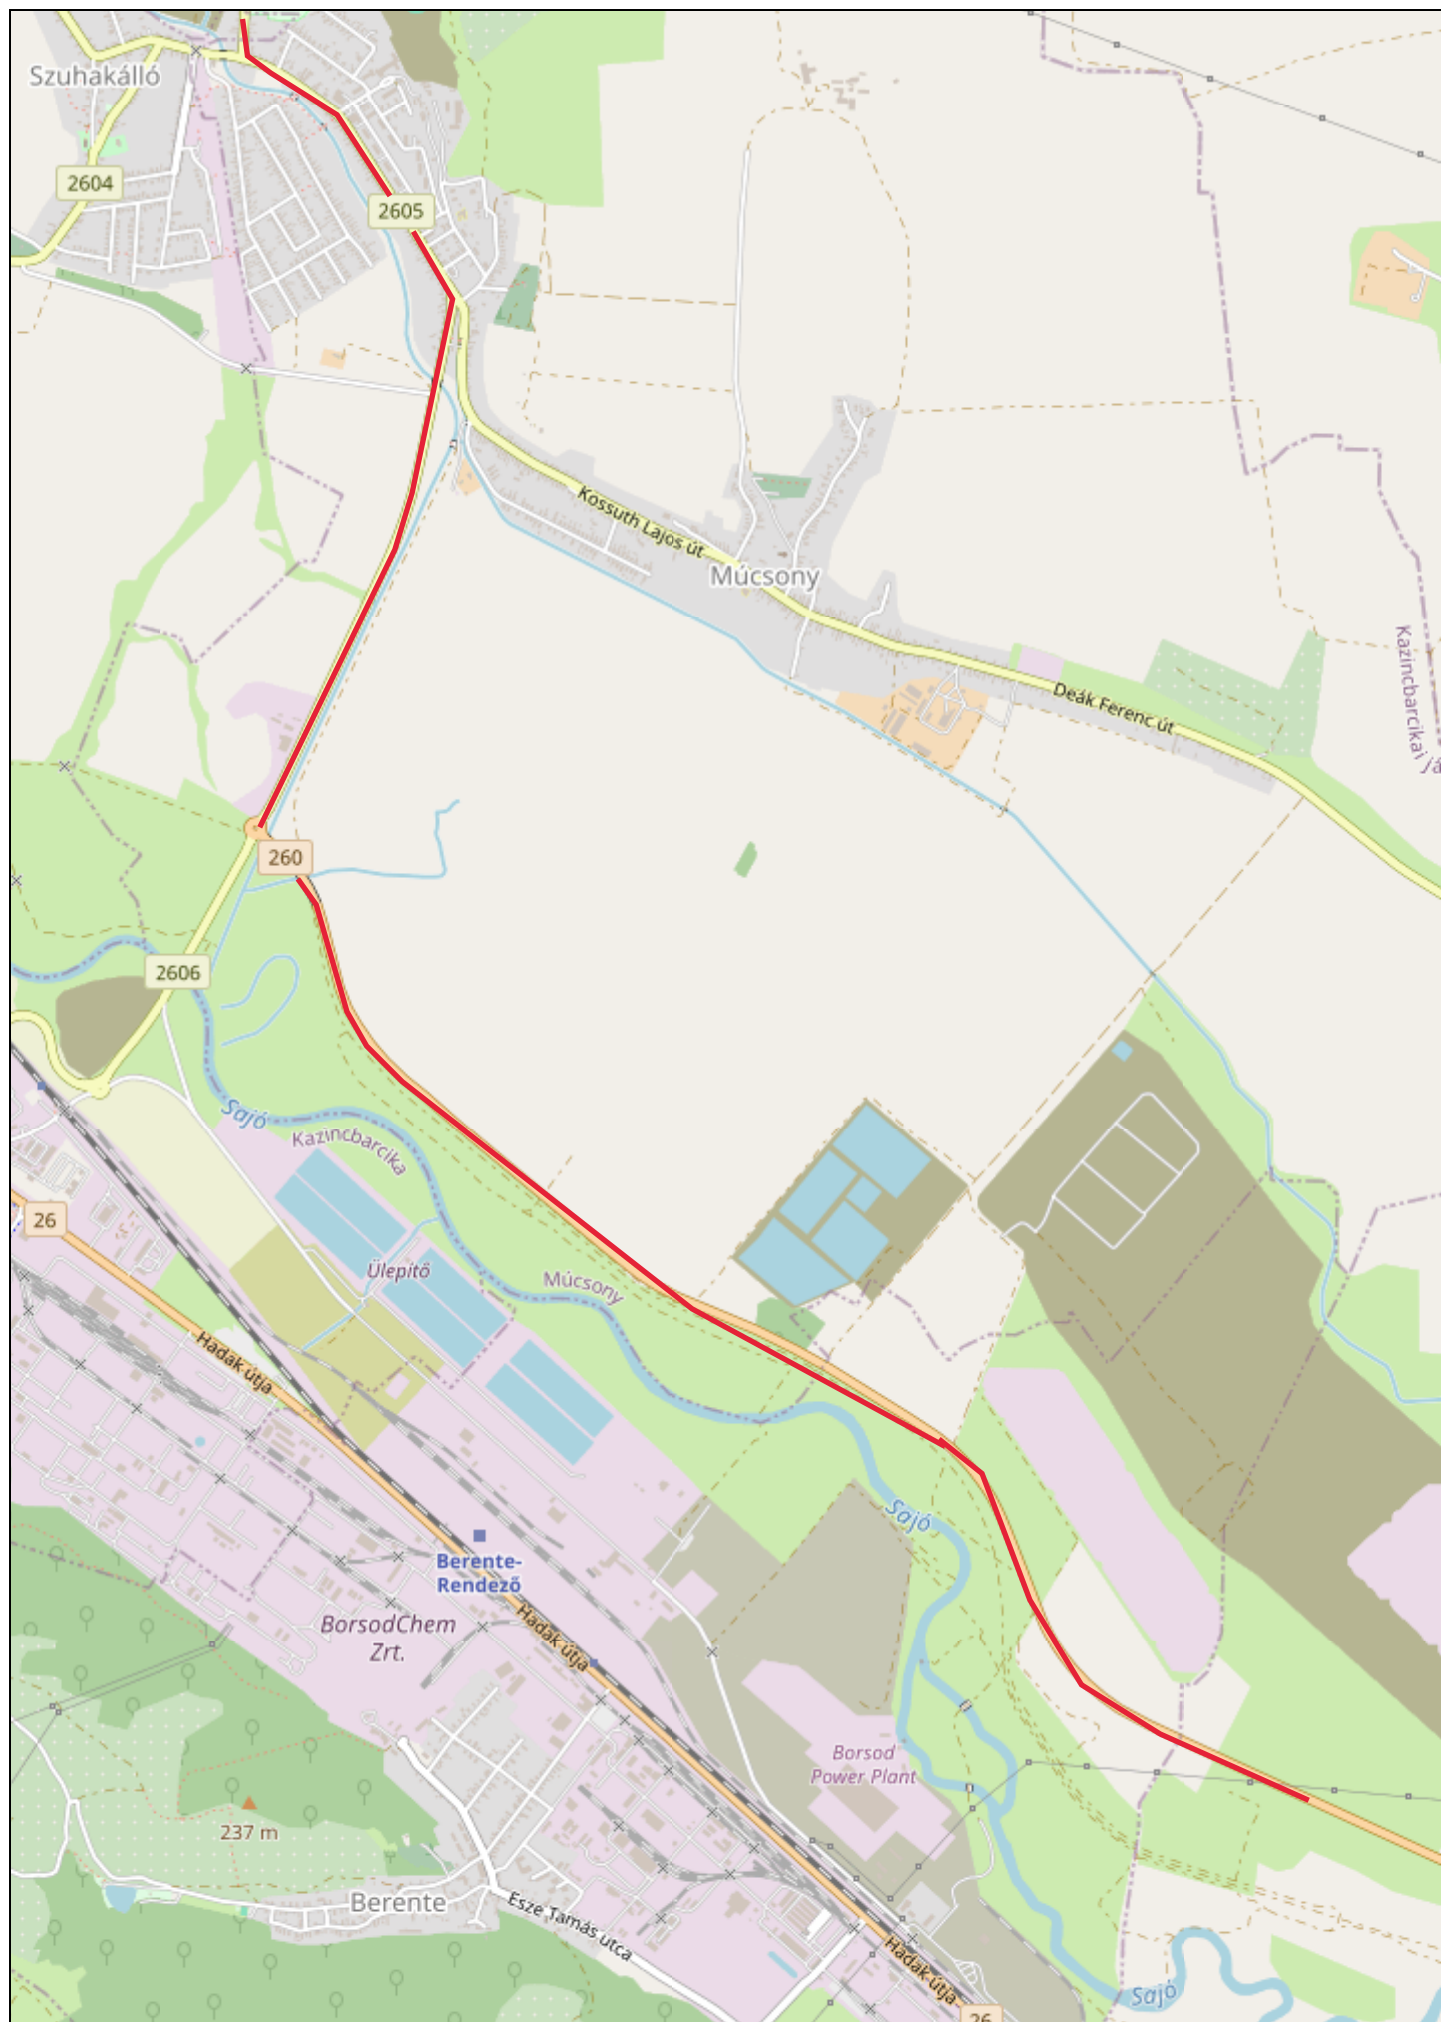 Szuhakálló
2604
2605
Kossuth Lajos út
Múcsony
Deák Ferenc út
Kazincbarcikai já
260
2606
Sajó
Kazincbarcika
26
Ülepítő
Múcsony
Hadak útja
Sajó
Berente-
Rendező
BorsodChem
Zrt.
Hadak útja
Borsod
Power Plant
237 m
Berente
Esze Tamás utca
Hadak útja
Sajó
26